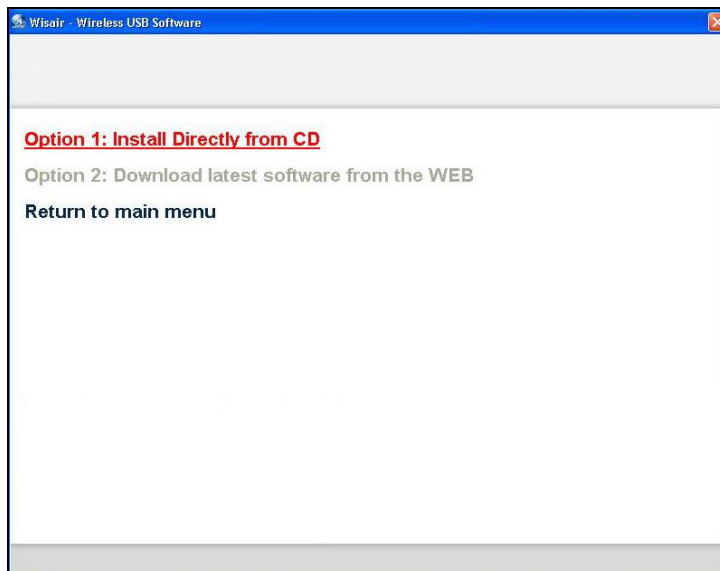 Wisair - Wireless USB Software
Option 1: Install Directly from CD
Option 2: Download latest software from the WEB
Return to main menu